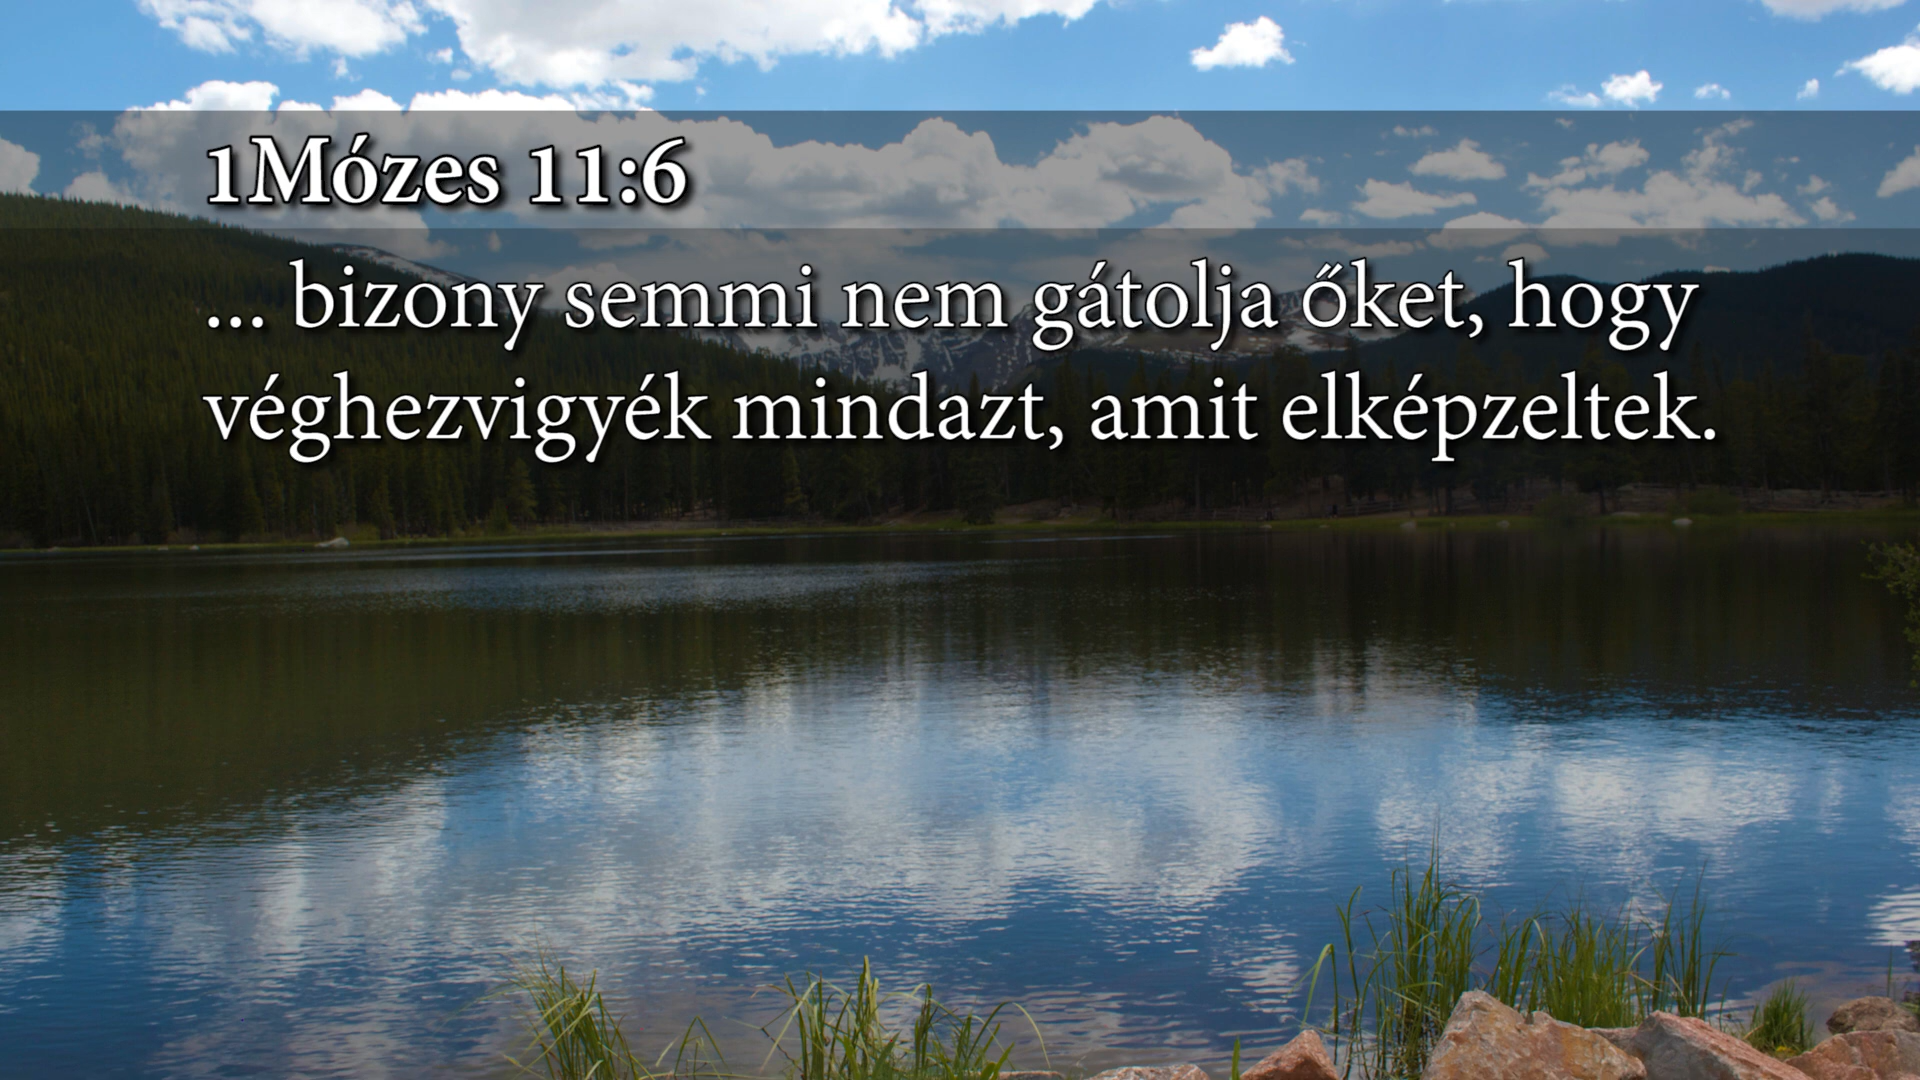 1Mózes 11:6
... bizony semmi nem gátolja őket, hogy
véghezvigyék mindazt, amit elképzeltek.